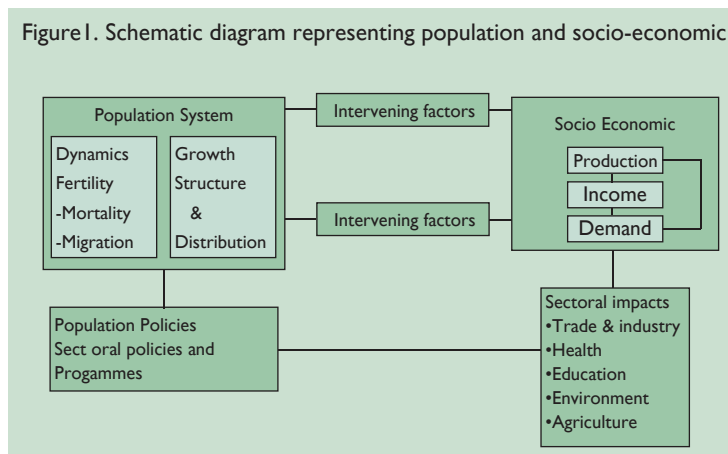 Figure1. Schematic diagram representing population and socio-economic
Population System
Dynamics
Fertility
-Mortality
-Migration
Growth
Structure
&
Distribution
Intervening factors
Intervening factors
Socio Economic
Production
Income
Demand
Population Policies
Sect oral policies and
Progammes
Sectoral impacts
•Trade & industry
•Health
•Education
•Environment
•Agriculture